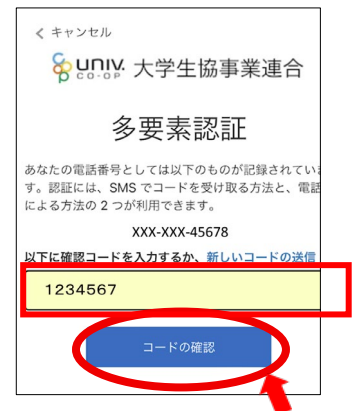 < キャンセル
univ. 大学生協事業連合
CO-OP
多要素認証
あなたの電話番号としては以下のものが記録されていま
す。認証には、SMS でコードを受け取る方法と、電話
による方法の 2 つが利用できます。
XXX-XXX-45678
以下に確認コードを入力するか、新しいコードの送信
1234567
コードの確認